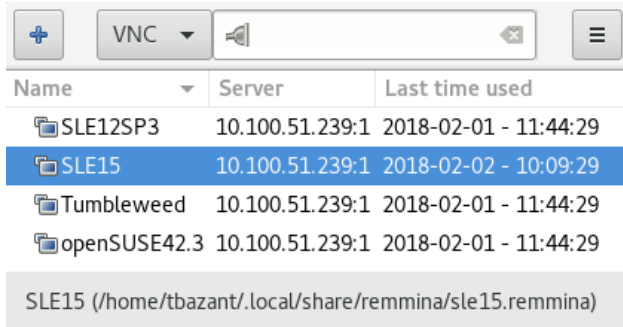 VNC
Name Server Last time used
SLE12SP3 10.100.51.239:1 2018-02-01 - 11:44:29
SLE15 10.100.51.239:1 2018-02-02 - 10:09:29
Tumbleweed 10.100.51.239:1 2018-02-01 - 11:44:29
openSUSE42.3 10.100.51.239:1 2018-02-01 - 11:44:29
SLE15 (/home/tbazant/.local/share/remmina/sle15.remmina)